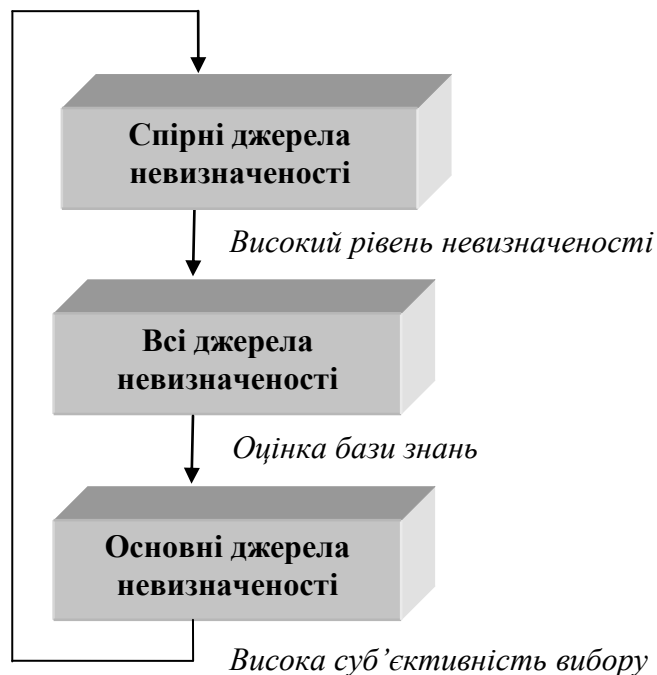 Спірні джерела
невизначеності
Високий рівень невизначеності
Всі джерела
невизначеності
Оцінка бази знань
Основні джерела
невизначеності
Висока суб’єктивність вибору